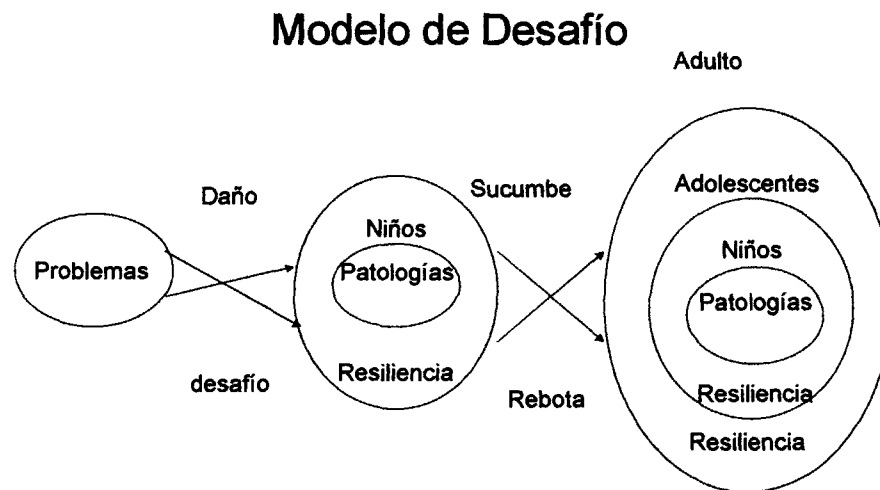 Modelo de Desafío
Adulto
Daño
Sucumbe
Adolescentes
Niños
Niños
Problemas
Patologías
Patologías
desafío
Resiliencia
Rebota
Resiliencia
Resiliencia